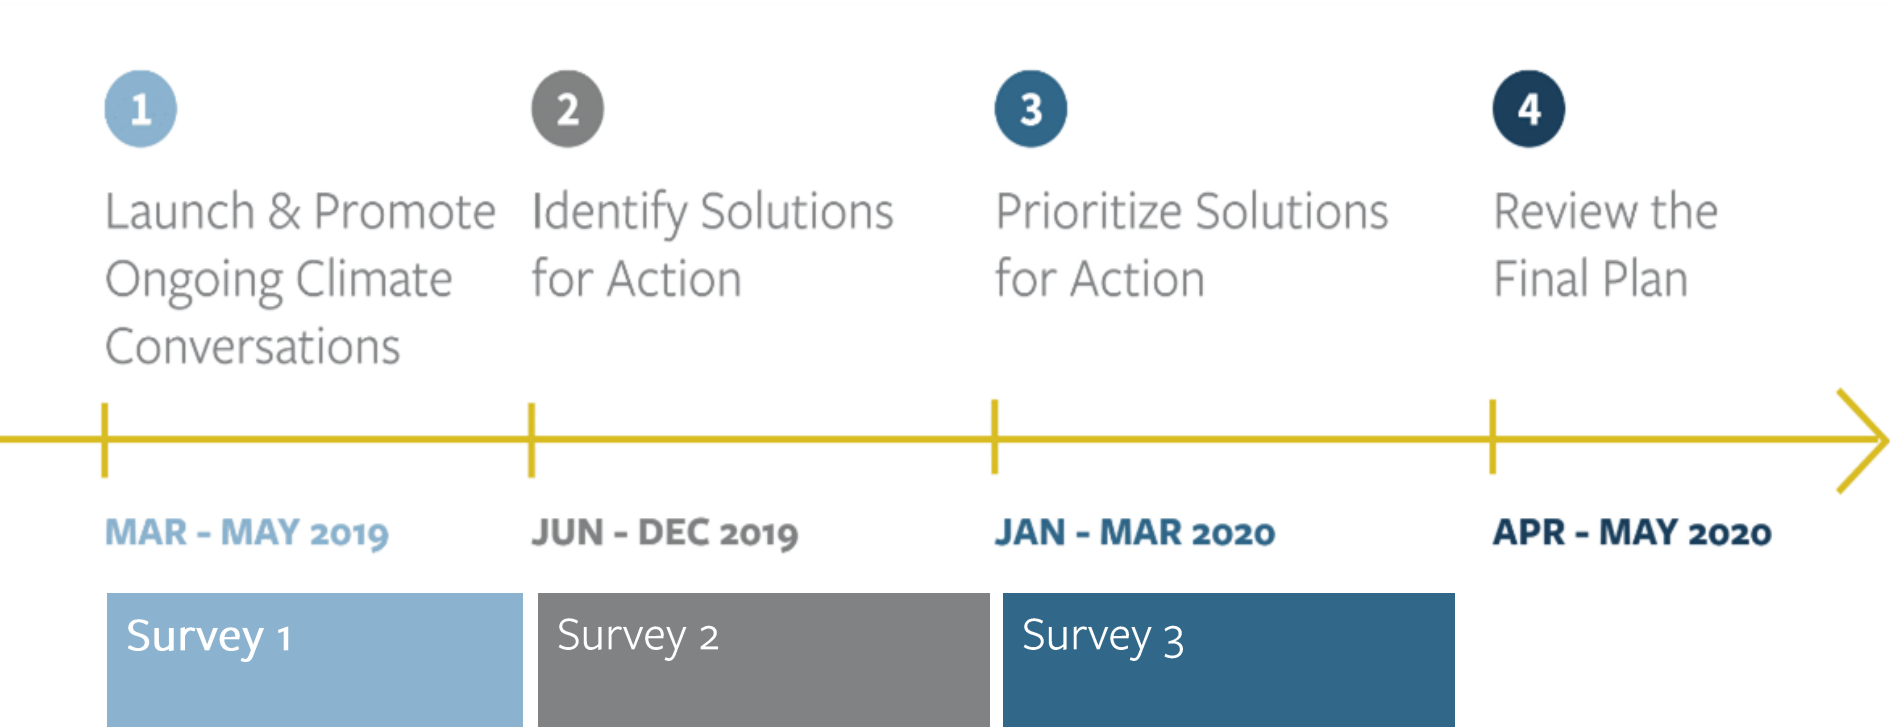 1
Launch & Promote
Ongoing Climate
Conversations
MAR - MAY 2019
Survey 1
2
Identify Solutions
for Action
JUN - DEC 2019
Survey 2
3
Prioritize Solutions
for Action
JAN - MAR 2020
Survey 3
4
Review the
Final Plan
APR - MAY 2020